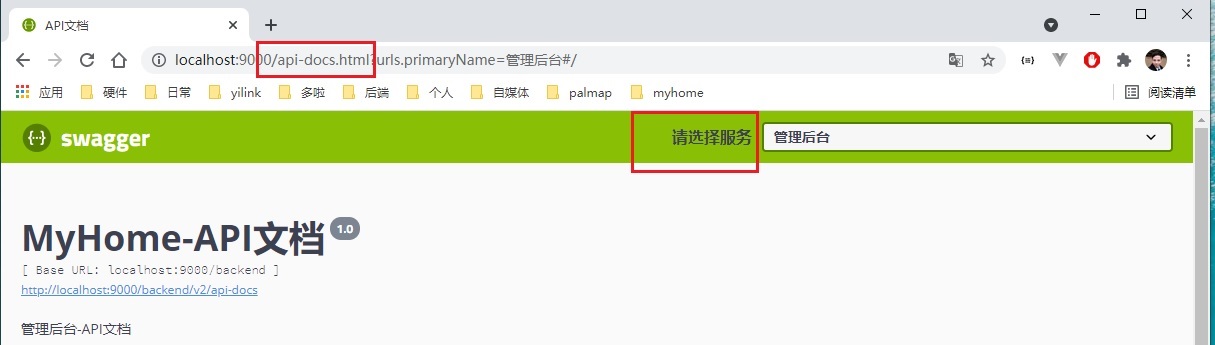 API文档
localhost:9000/api-docs.html?urls.primaryName=管理后台#/
应用 硬件 日常 yilink 多啦 后端 个人 自媒体 palmap myhome 阅读清单
swagger 请选择服务 管理后台
MyHome-API文档 1.0
[ Base URL: localhost:9000/backend ]
http://localhost:9000/backend/v2/api-docs
管理后台-API文档